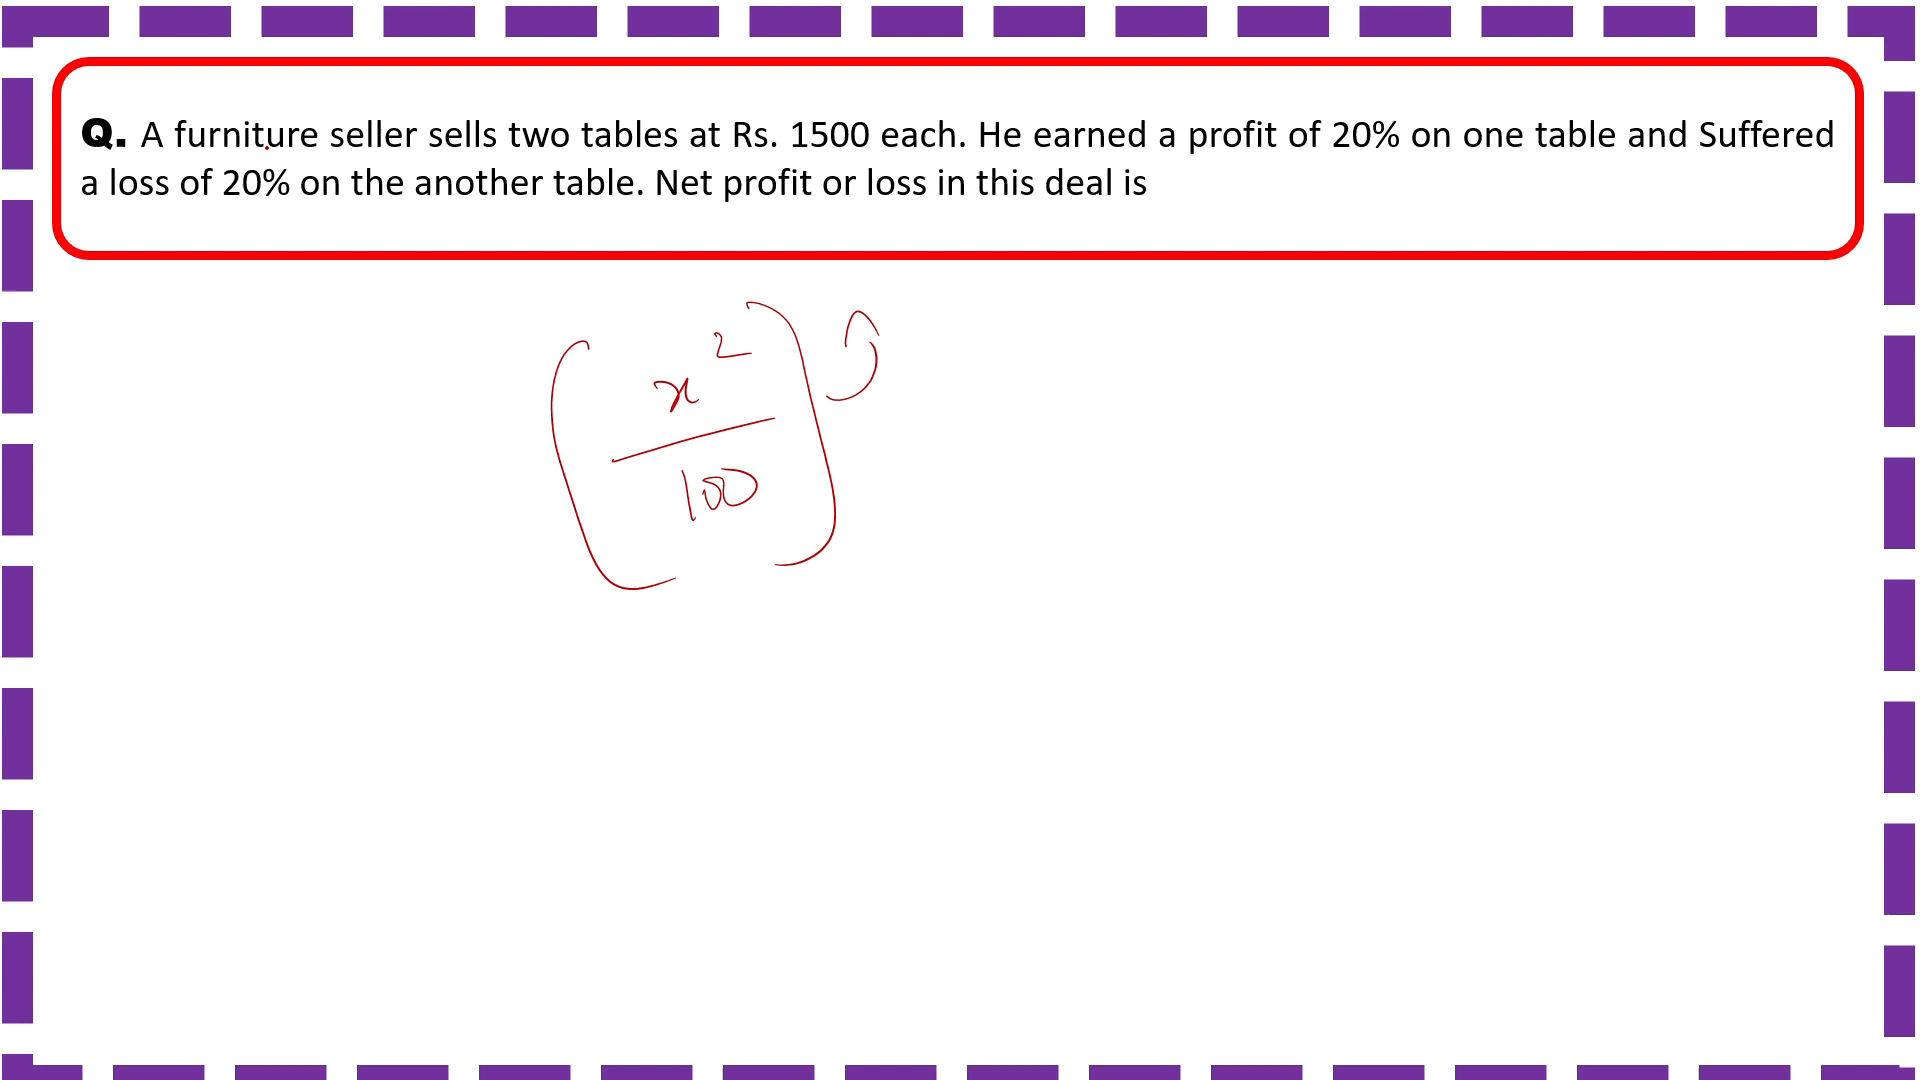 Q. A furniture seller sells two tables at Rs. 1500 each. He earned a profit of 20% on one table and Suffered
a loss of 20% on the another table. Net profit or loss in this deal is
x 2
100